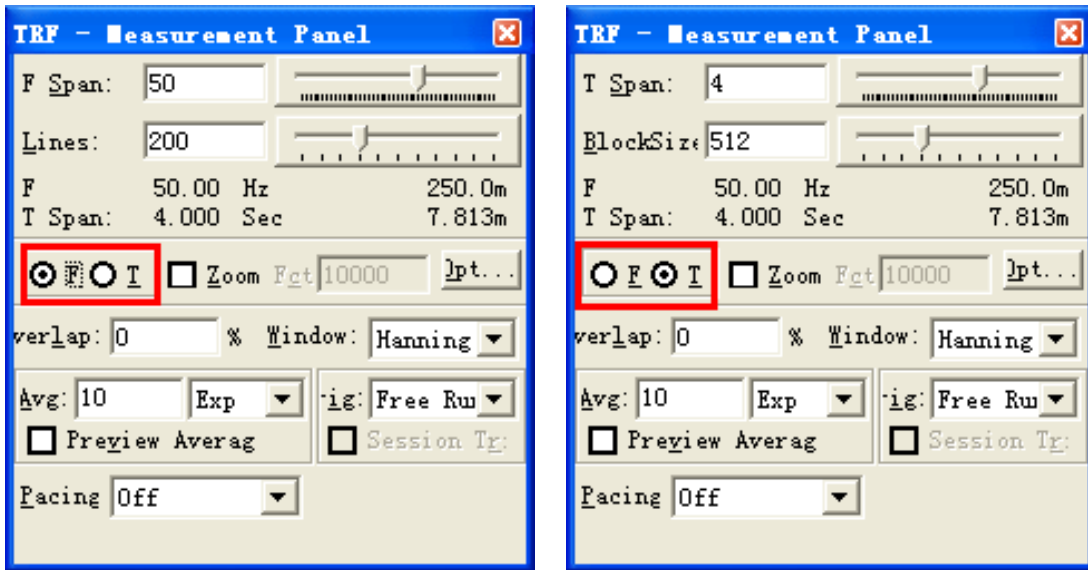 TRF - Measurement Panel
F Span: 50
Lines: 200
F 50.00 Hz 250.0m
T Span: 4.000 Sec 7.813m
F T Zoom Fct 10000 Opt...
verlap: 0 % Window: Hanning
Avg: 10 Exp ig: Free Ru
Preview Averag Session Tr:
Pacing Off
TRF - Measurement Panel
T Span: 4
BlockSize 512
F 50.00 Hz 250.0m
T Span: 4.000 Sec 7.813m
F T Zoom Fct 10000 Opt...
verlap: 0 % Window: Hanning
Avg: 10 Exp ig: Free Ru
Preview Averag Session Tr:
Pacing Off